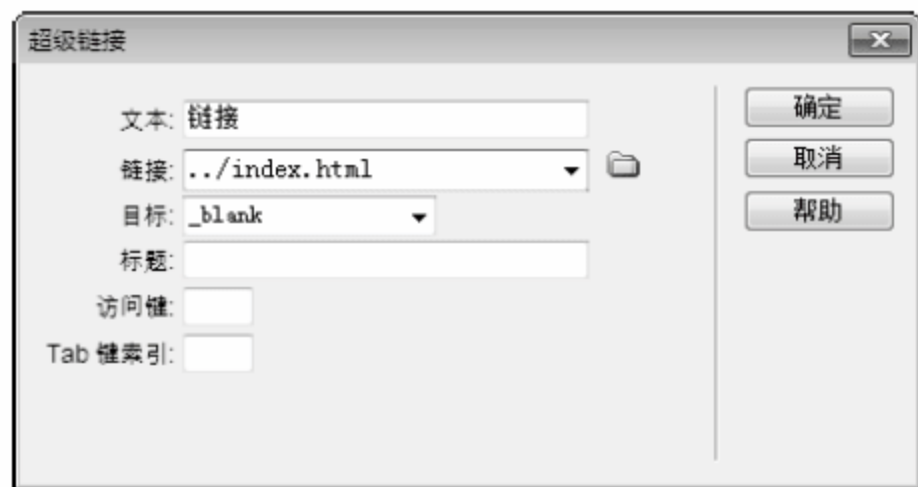 超级链接
文本: 链接
确定
链接: ../index.html
取消
目标: _blank
帮助
标题:
访问键:
Tab 键索引: